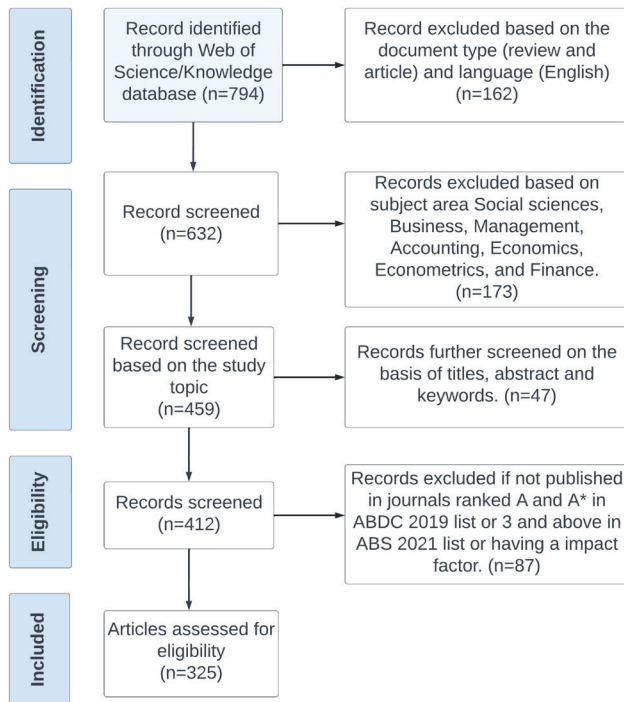 Identification
Record identified
through Web of
Science/Knowledge
database (n=794)
Record excluded based on the
document type (review and
article) and language (English)
(n=162)
Screening
Record screened
(n=632)
Records excluded based on
subject area Social sciences,
Business, Management,
Accounting, Economics,
Econometrics, and Finance.
(n=173)
Record screened
based on the study
topic
(n=459)
Records further screened on the
basis of titles, abstract and
keywords. (n=47)
Eligibility
Records screened
(n=412)
Records excluded if not published
in journals ranked A and A* in
ABDC 2019 list or 3 and above in
ABS 2021 list or having a impact
factor. (n=87)
Included
Articles assessed for
eligibility
(n=325)